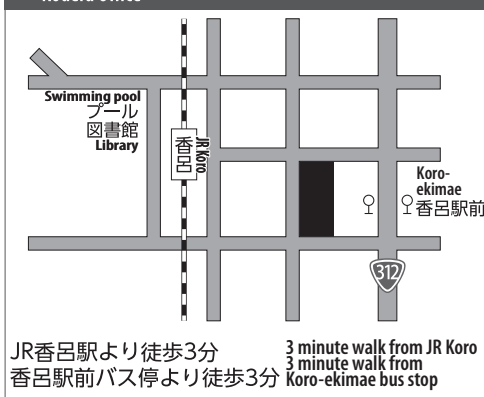 Swimming pool
プール
図書館
Library
香呂
JR Koro
Koro-
ekimae
香呂駅前
312
JR香呂駅より徒歩3分
3 minute walk from JR Koro
香呂駅前バス停より徒歩3分
3 minute walk from
Koro-ekimae bus stop